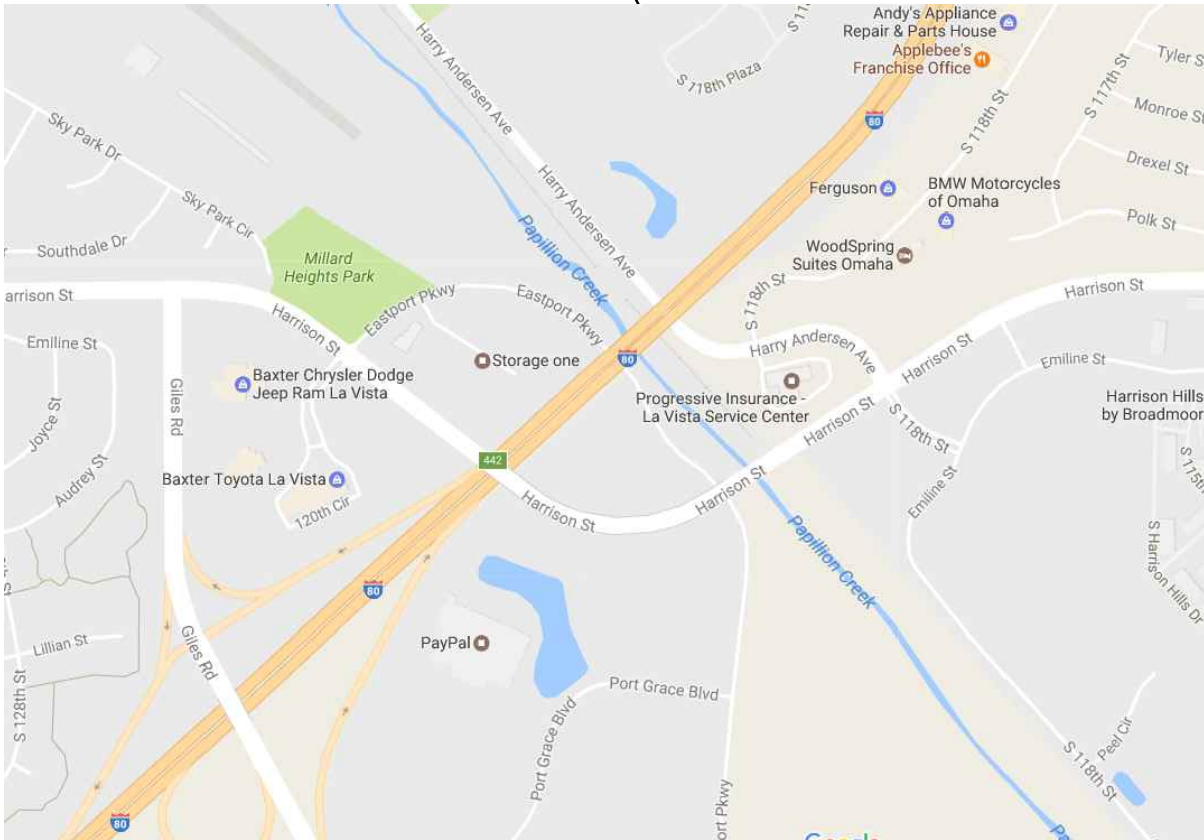 (
Andy's Appliance
Repair & Parts House
Applebee's
Franchise Office
Harry Andersen Ave
S 118th Plaza
S 117th St
Tyler S
Monroe St
Drexel St
Polk St
80
S 118th St
Sky Park Dr
Sky Park Cir
Southdale Dr
Harry Andersen Ave
Ferguson
BMW Motorcycles
of Omaha
WoodSpring
Suites Omaha
Papillion Creek
Millard
Heights Park
Eastport Pkwy
Eastport Pkwy
S 118th St
Harrison St
arrison St
Harrison St
Emiline St
Giles Rd
Storage one
80
Harry Andersen Ave
Harrison St
Emiline St
Baxter Chrysler Dodge
Jeep Ram La Vista
Progressive Insurance -
La Vista Service Center
Harrison Hills
by Broadmoor
Joyce St
Audrey St
Harrison St
S 118th St
442
Baxter Toyota La Vista
120th Cir
Harrison St
Harrison St
Emiline St
S 115th
S Harrison Hills Dr
Papillion Creek
80
PayPal
Lillian St
Giles Rd
S 128th St
Port Grace Blvd
Port Grace Blvd
Peel Cir
S 118th St
ort Pkwy
80
Google
Pa